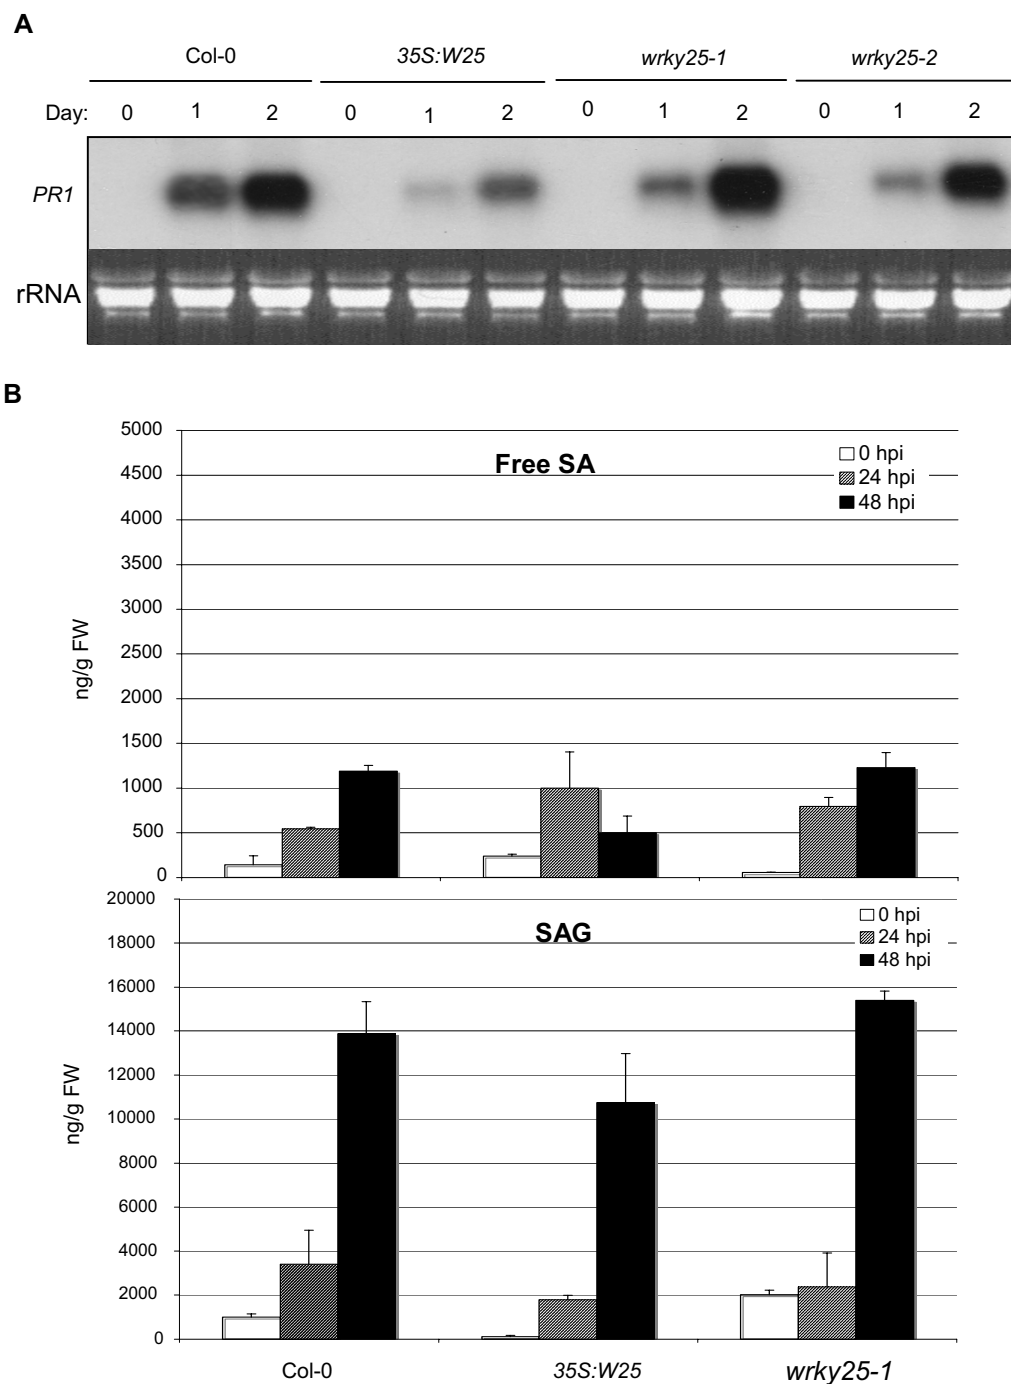 A
Col-0 35S:W25 wrky25-1 wrky25-2
Day: 0 1 2 0 1 2 0 1 2 0 1 2
PR1
rRNA
B
Free SA
0 hpi
24 hpi
48 hpi
5000
4500
4000
3500
3000
2500
2000
1500
1000
500
0
ng/g FW
SAG
0 hpi
24 hpi
48 hpi
20000
18000
16000
14000
12000
10000
8000
6000
4000
2000
0
ng/g FW
Col-0 35S:W25 wrky25-1